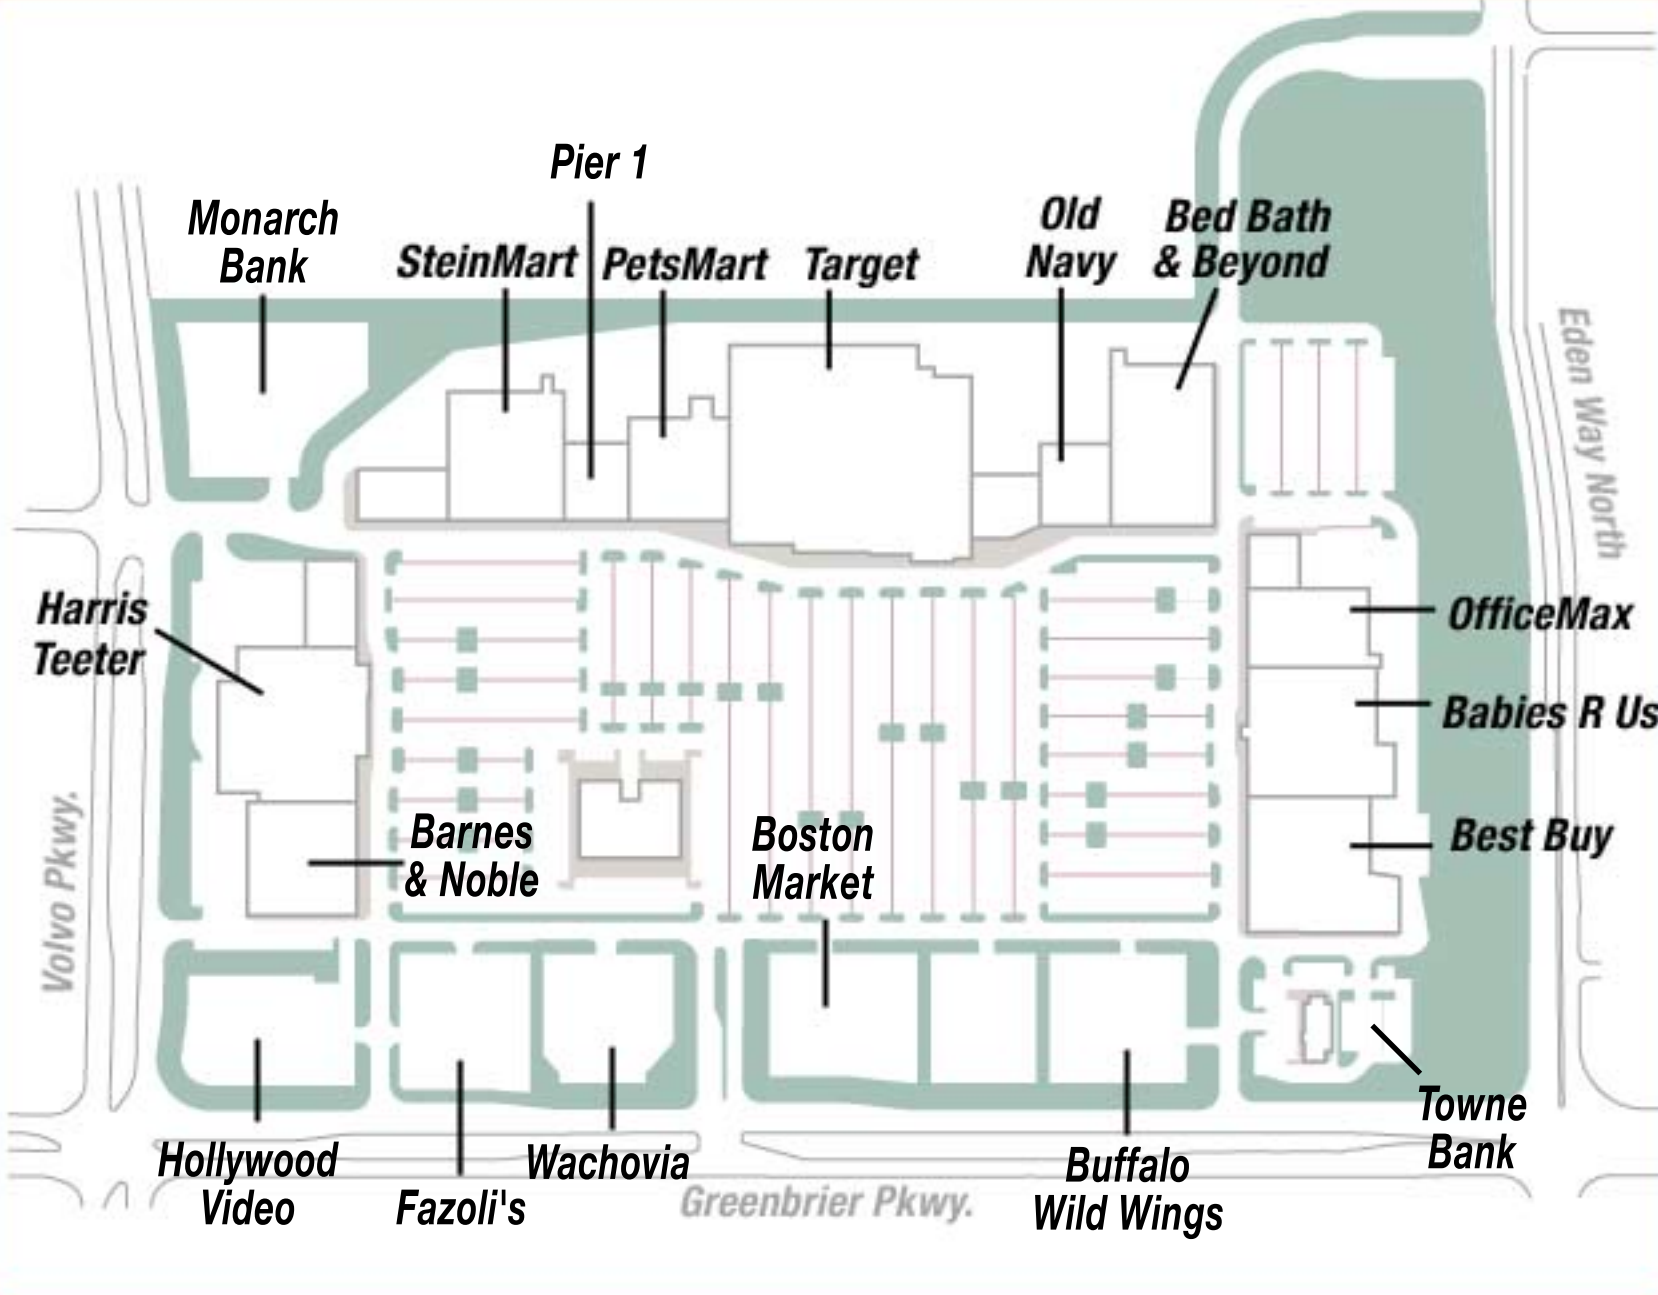 Pier 1
Monarch
Bank
SteinMart
PetsMart
Target
Old
Navy
Bed Bath
& Beyond
Eden Way North
Harris
Teeter
OfficeMax
Babies R Us
Best Buy
Volvo Pkwy.
Barnes
& Noble
Boston
Market
Hollywood
Video
Fazoli's
Wachovia
Greenbrier Pkwy.
Buffalo
Wild Wings
Towne
Bank